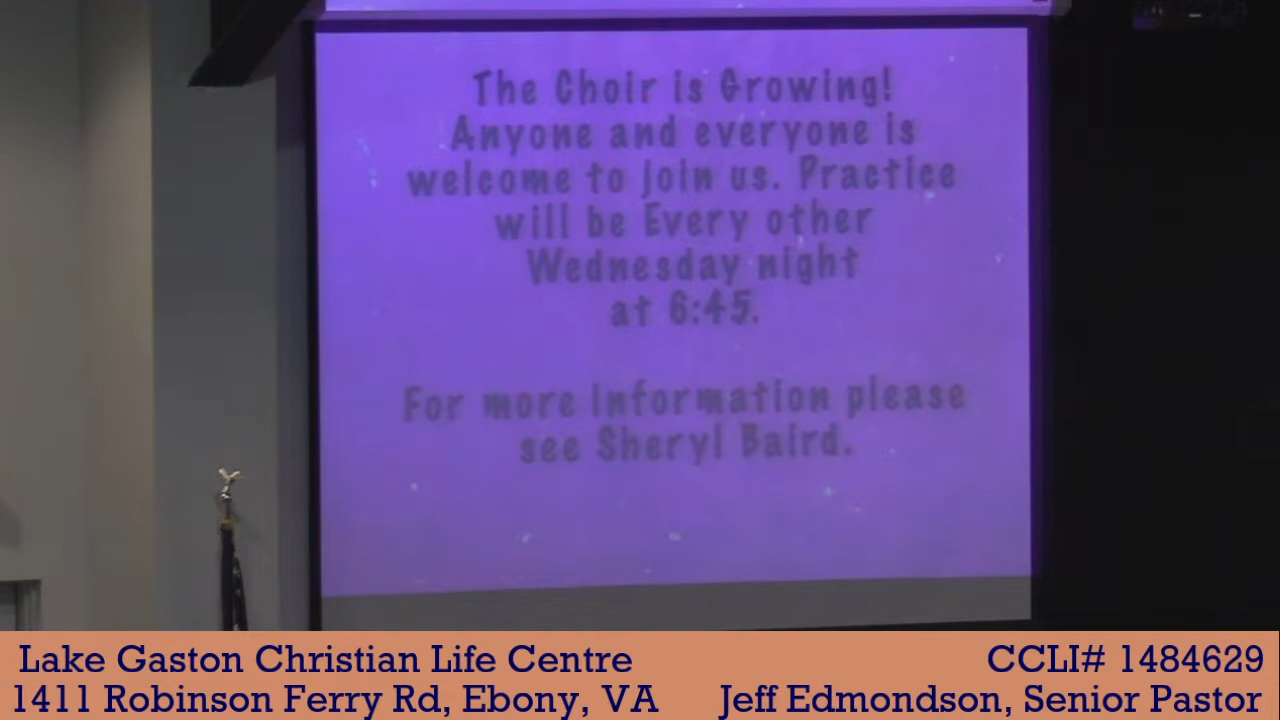 The Choir is Growing!
Anyone and everyone is
welcome to join us. Practice
will be Every other
Wednesday night
at 6:45.
For more information please
see Sheryl Baird.
Lake Gaston Christian Life Centre
CCLI# 1484629
1411 Robinson Ferry Rd, Ebony, VA
Jeff Edmondson, Senior Pastor